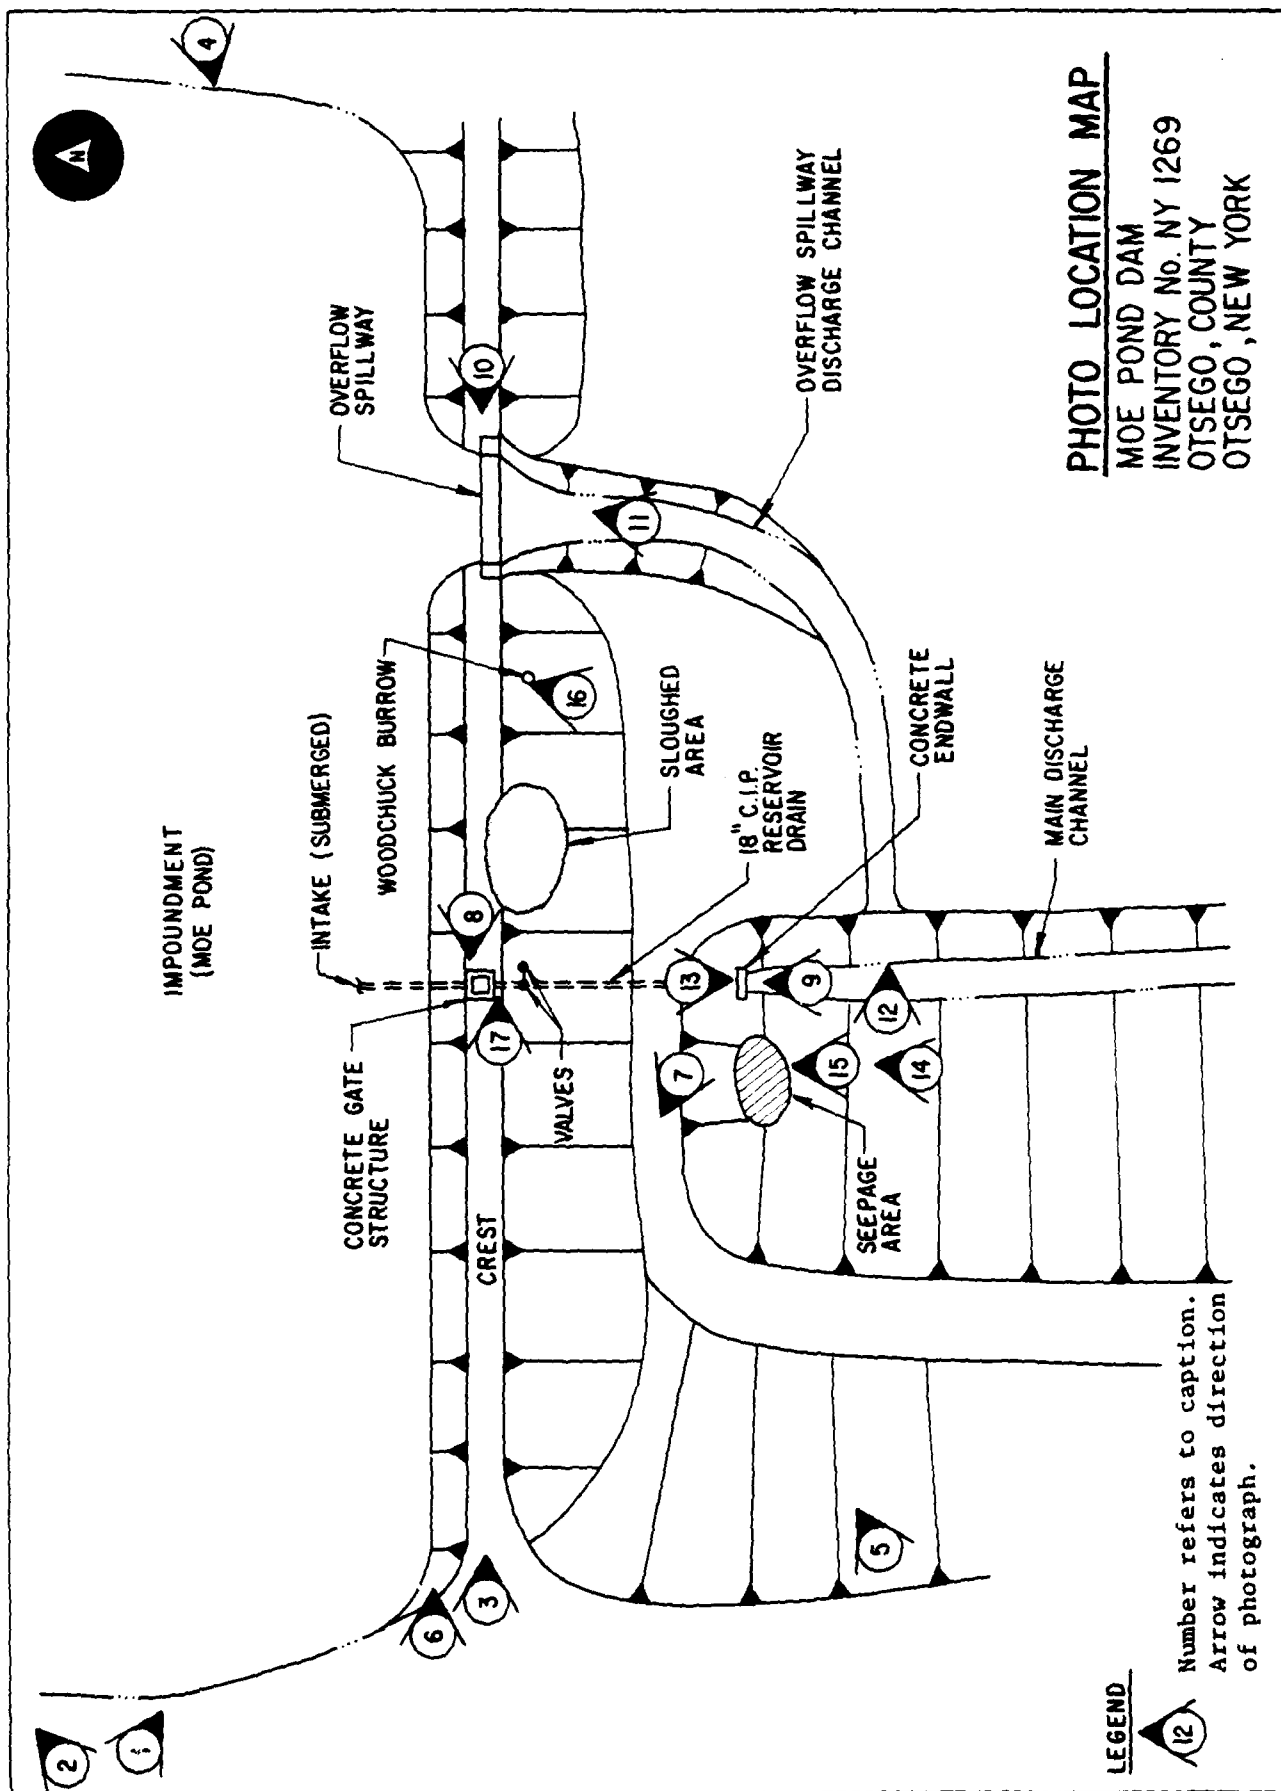 N
4
IMPOUNDMENT
(MOE POND)
INTAKE (SUBMERGED)
WOODCHUCK BURROW
OVERFLOW
SPILLWAY
CONCRETE GATE
STRUCTURE
2
1
6
3
CREST
17
8
10
VALVES
16
11
SLOUGHED
AREA
18" C.I.P.
RESERVOIR
DRAIN
OVERFLOW SPILLWAY
DISCHARGE CHANNEL
7
13
9
15
12
14
5
SEEPAGE
AREA
CONCRETE
ENDWALL
MAIN DISCHARGE
CHANNEL
LEGEND
12
Number refers to caption.
Arrow indicates direction
of photograph.
PHOTO LOCATION MAP
MOE POND DAM
INVENTORY No. NY 1269
OTSEGO, COUNTY
OTSEGO, NEW YORK